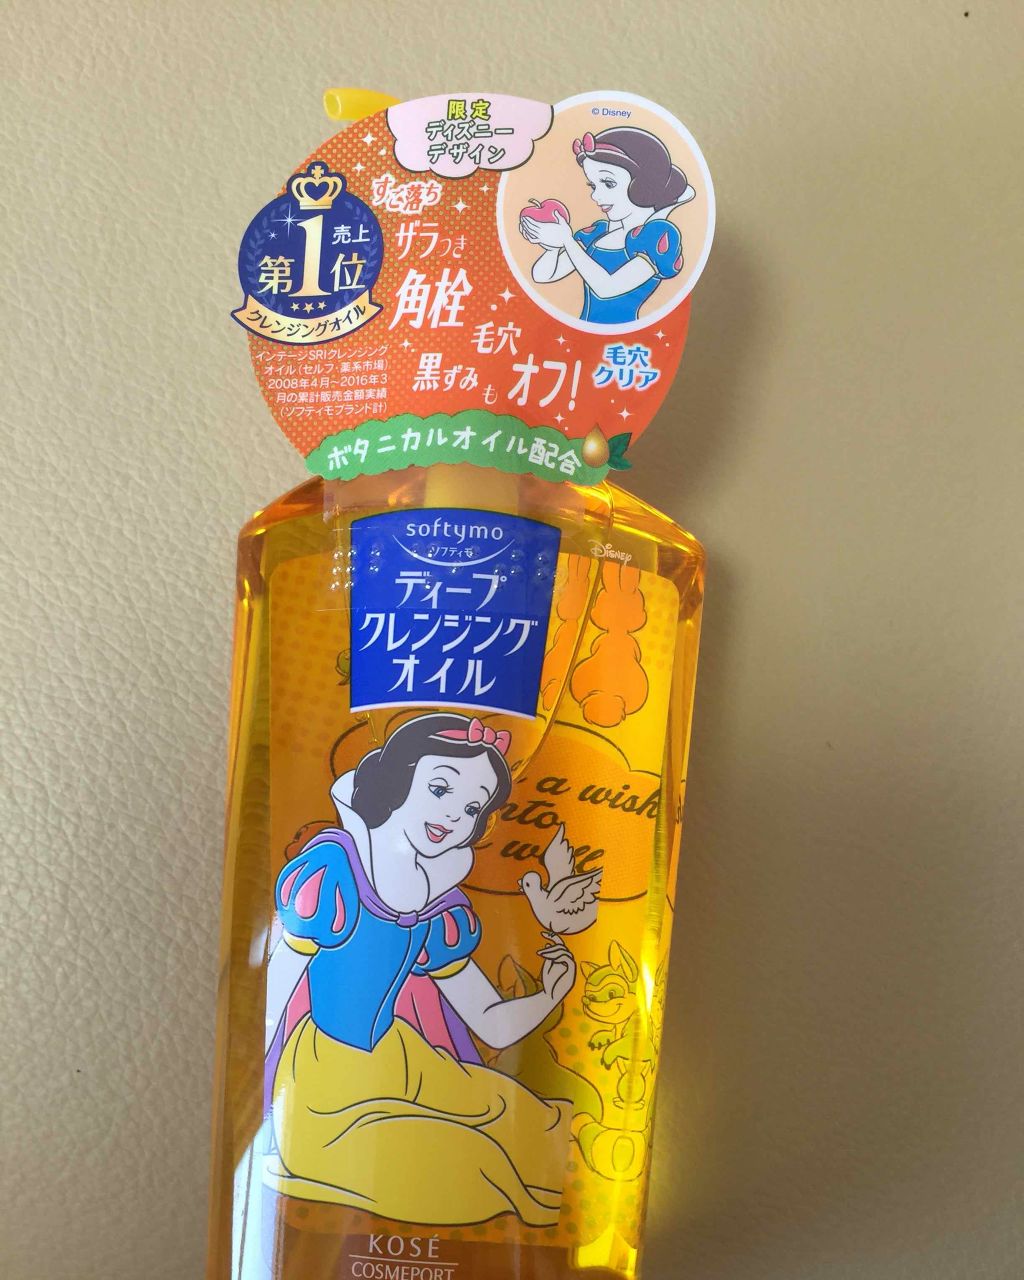 限定
ディズニー
デザイン
© Disney
売上
第1位
クレンジングオイル
インテージSRIクレンジング
オイル(セルフ・薬系市場)
2008年4月〜2016年3
月の累計販売金額実績
(ソフティモブランド計)
すご落ち
ザラつき
角栓
毛穴
黒ずみも オフ!
毛穴
クリア
ボタニカルオイル配合
softymo
ソフティモ
Disney
ディープ
クレンジング
オイル
a wish
into
well
KOSÉ
COSMEPORT